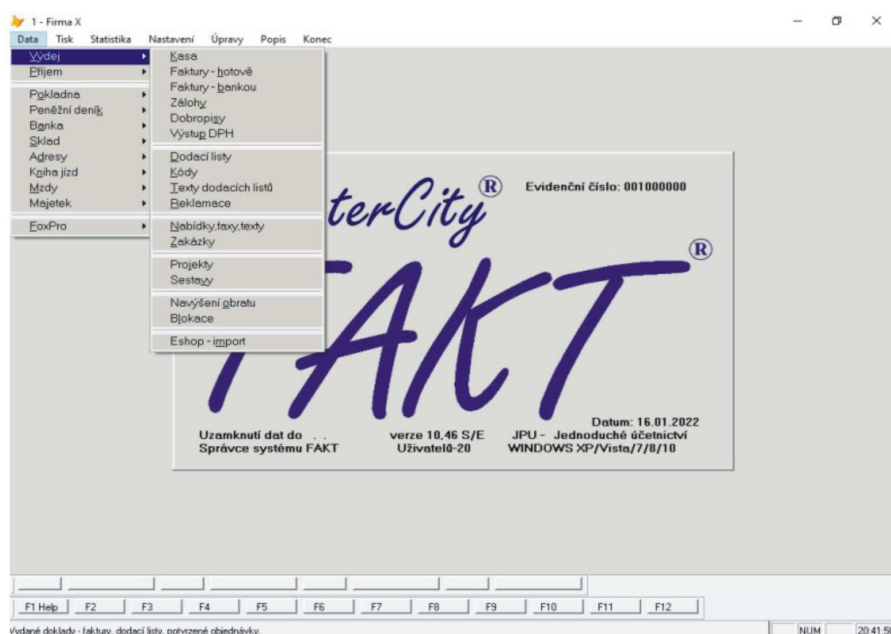 1 - Firma X
Data Tisk Statistika Nastavení Úpravy Popis Konec
Výdej
Příjem
Pokladna
Peněžní deník
Banka
Sklad
Adresy
Kniha jízd
Mzdy
Majetek
FoxPro
Kasa
Faktury - hotově
Faktury - bankou
Zálohy
Dobropisy
Výstup DPH
Dodací listy
Kódy
Texty dodacích listů
Reklamace
Nabídky,faxy,texty
Zakázky
Projekty
Sestavy
Navýšení obratu
Blokace
Eshop - import
terCity®
Evidenční číslo: 001000000
FAKT®
Datum: 16.01.2022
Uzamknutí dat do . . verze 10,46 S/E JPU - Jednoduché účetnictví
Správce systému FAKT Uživatelů-20 WINDOWS XP/Vista/7/8/10
F1 Help F2 F3 F4 F5 F6 F7 F8 F9 F10 F11 F12
Vydané doklady - faktury, dodací listy, potvrzené objednávky. NUM 20:41:5